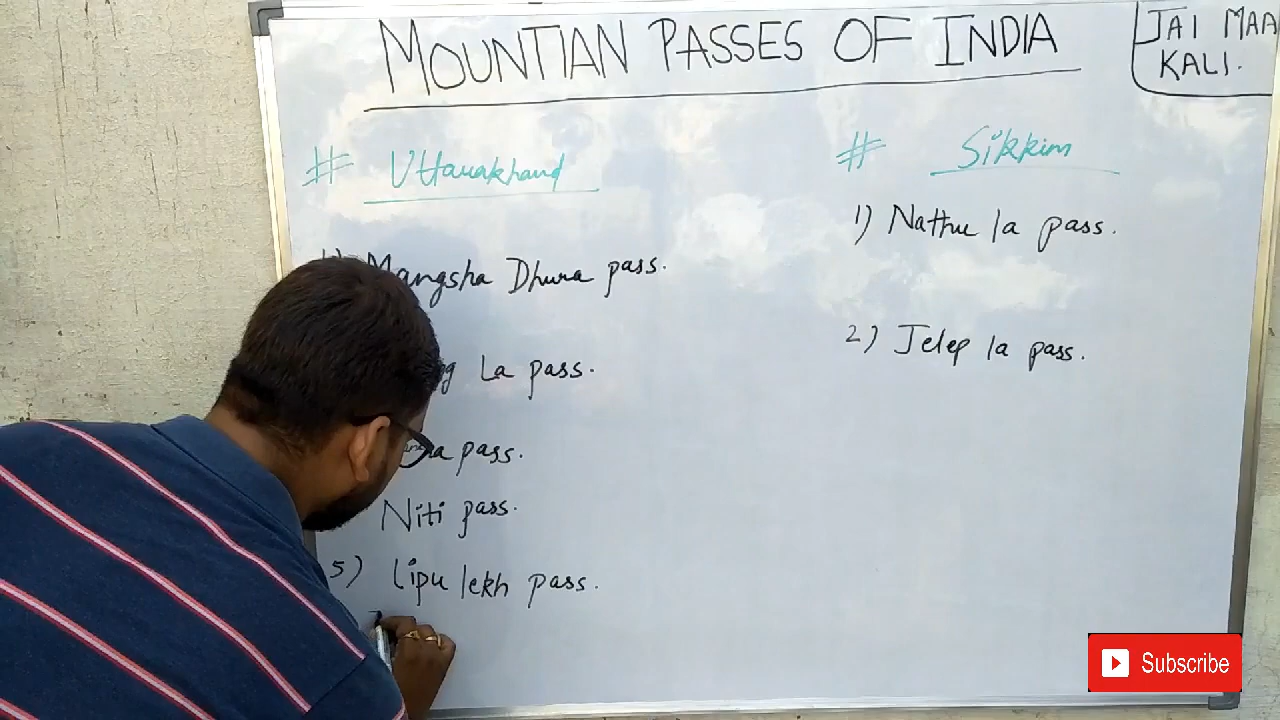 MOUNTIAN PASSES OF INDIA
JAI MAA
KALI.
# Uttarakhand
Mangsha Dhura pass.
La pass.
pass.
Niti pass.
5) Lipu lekh pass.
# Sikkim
1) Nathu la pass.
2) Jelep la pass.
Subscribe